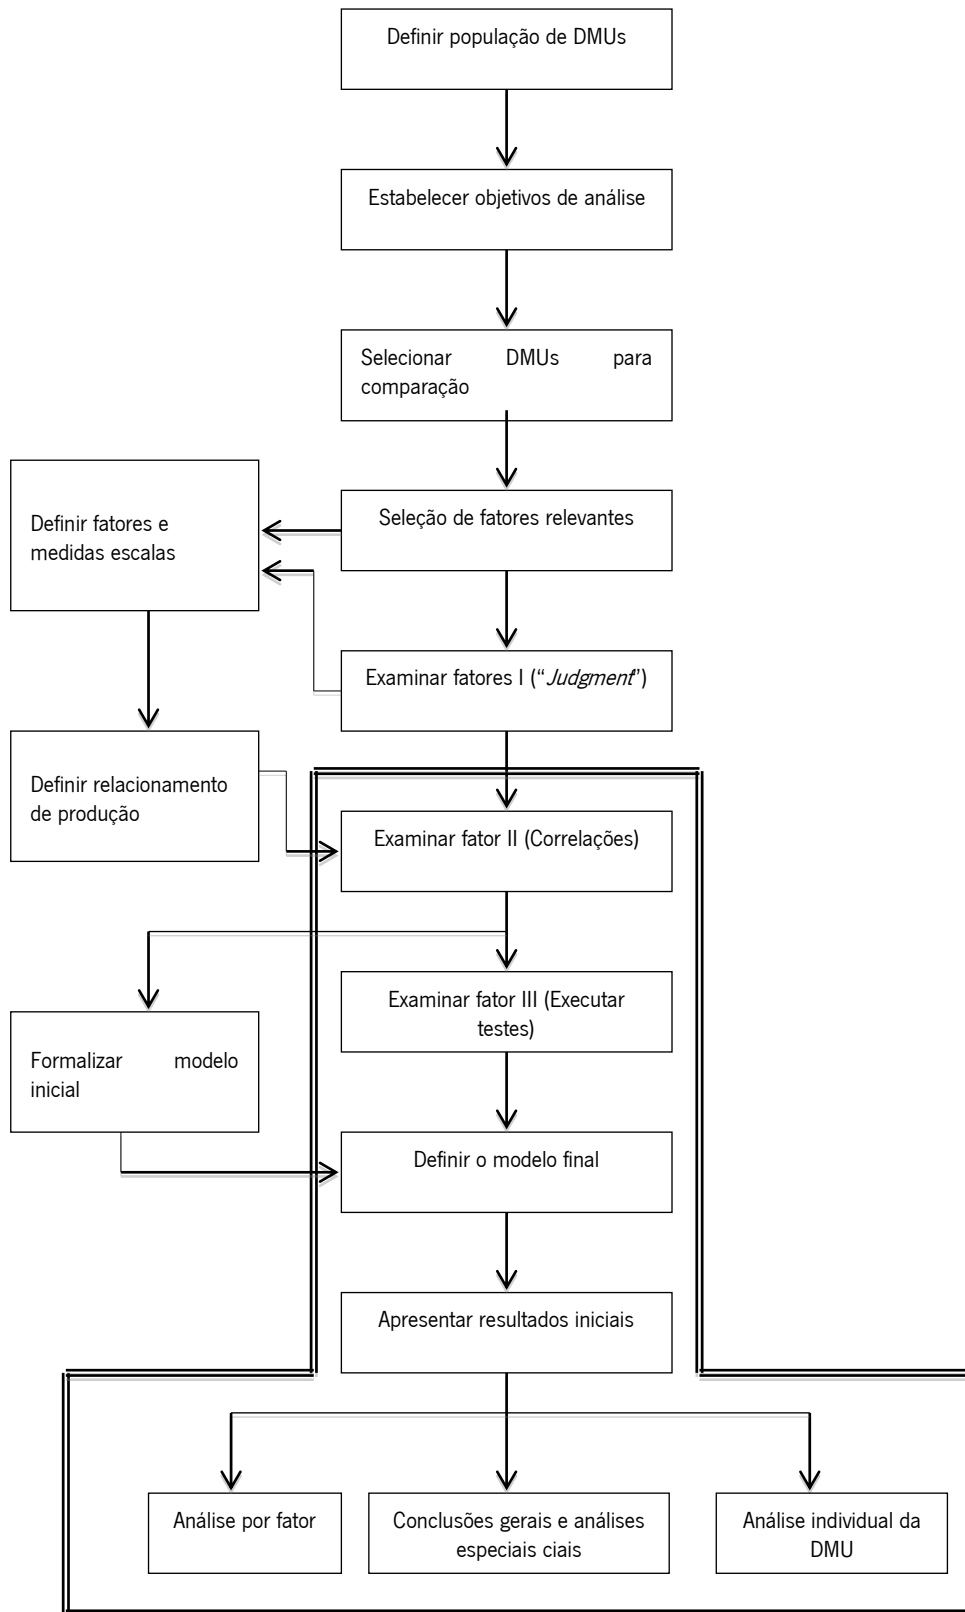 Definir população de DMUs
Estabelecer objetivos de análise
Selecionar DMUs para
comparação
Seleção de fatores relevantes
Definir fatores e
medidas escalas
Examinar fatores I (“Judgment”)
Definir relacionamento
de produção
Examinar fator II (Correlações)
Examinar fator III (Executar
testes)
Formalizar modelo
inicial
Definir o modelo final
Apresentar resultados iniciais
Análise por fator
Conclusões gerais e análises
especiais ciais
Análise individual da
DMU